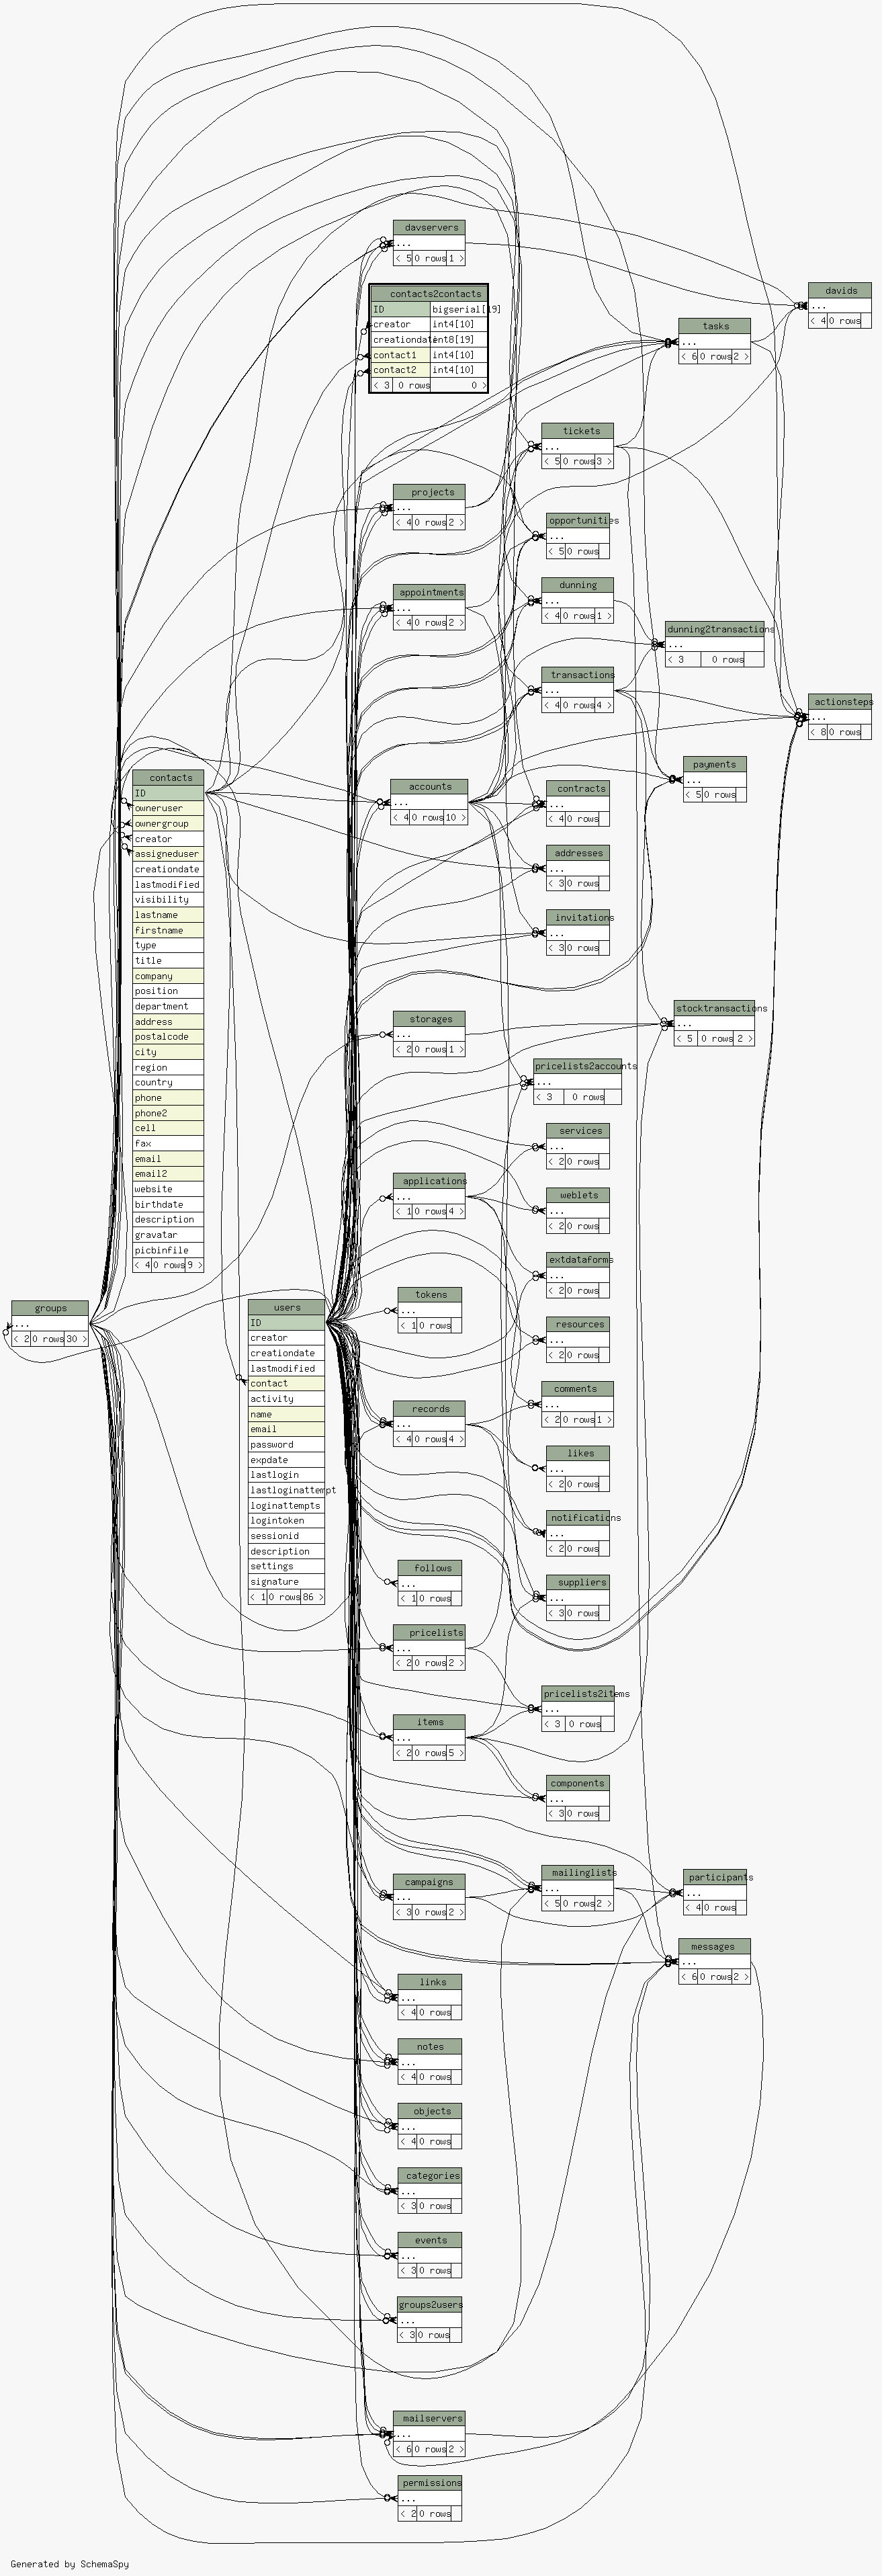 davservers
...
< 5 0 rows 1 >
contacts2contacts
ID bigserial[19]
creator int4[10]
creationdate int8[19]
contact1 int4[10]
contact2 int4[10]
< 3 0 rows 0 >
davids
...
< 4 0 rows
tasks
...
< 6 0 rows 2 >
tickets
...
< 5 0 rows 3 >
projects
...
< 4 0 rows 2 >
opportunities
...
< 5 0 rows
appointments
...
< 4 0 rows 2 >
dunning
...
< 4 0 rows 1 >
dunning2transactions
...
< 3 0 rows
transactions
...
< 4 0 rows 4 >
actionsteps
...
< 8 0 rows
payments
...
< 5 0 rows
contacts
ID
owneruser
ownergroup
creator
assigneduser
creationdate
lastmodified
visibility
lastname
firstname
type
title
company
position
department
address
postalcode
city
region
country
phone
phone2
cell
fax
email
email2
website
birthdate
description
gravatar
picbinfile
< 4 0 rows 9 >
accounts
...
< 4 0 rows 10 >
contracts
...
< 4 0 rows
addresses
...
< 3 0 rows
invitations
...
< 3 0 rows
storages
...
< 2 0 rows 1 >
stocktransactions
...
< 5 0 rows 2 >
pricelists2accounts
...
< 3 0 rows
services
...
< 2 0 rows
applications
...
< 1 0 rows 4 >
weblets
...
< 2 0 rows
extdataforms
...
< 2 0 rows
groups
...
< 2 0 rows 30 >
users
ID
creator
creationdate
lastmodified
contact
activity
name
email
password
expdate
lastlogin
lastloginattempt
loginattempts
logintoken
sessionid
description
settings
signature
< 1 0 rows 86 >
tokens
...
< 1 0 rows
resources
...
< 2 0 rows
comments
...
< 2 0 rows 1 >
records
...
< 4 0 rows 4 >
likes
...
< 2 0 rows
notifications
...
< 2 0 rows
follows
...
< 1 0 rows
suppliers
...
< 3 0 rows
pricelists
...
< 2 0 rows 2 >
pricelists2items
...
< 3 0 rows
items
...
< 2 0 rows 5 >
components
...
< 3 0 rows
campaigns
...
< 3 0 rows 2 >
mailinglists
...
< 5 0 rows 2 >
participants
...
< 4 0 rows
messages
...
< 6 0 rows 2 >
links
...
< 4 0 rows
notes
...
< 4 0 rows
objects
...
< 4 0 rows
categories
...
< 3 0 rows
events
...
< 3 0 rows
groups2users
...
< 3 0 rows
mailservers
...
< 6 0 rows 2 >
permissions
...
< 2 0 rows
Generated by SchemaSpy